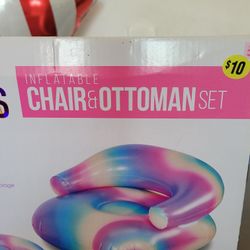 $10
INFLATABLE
CHAIR & OTTOMAN SET